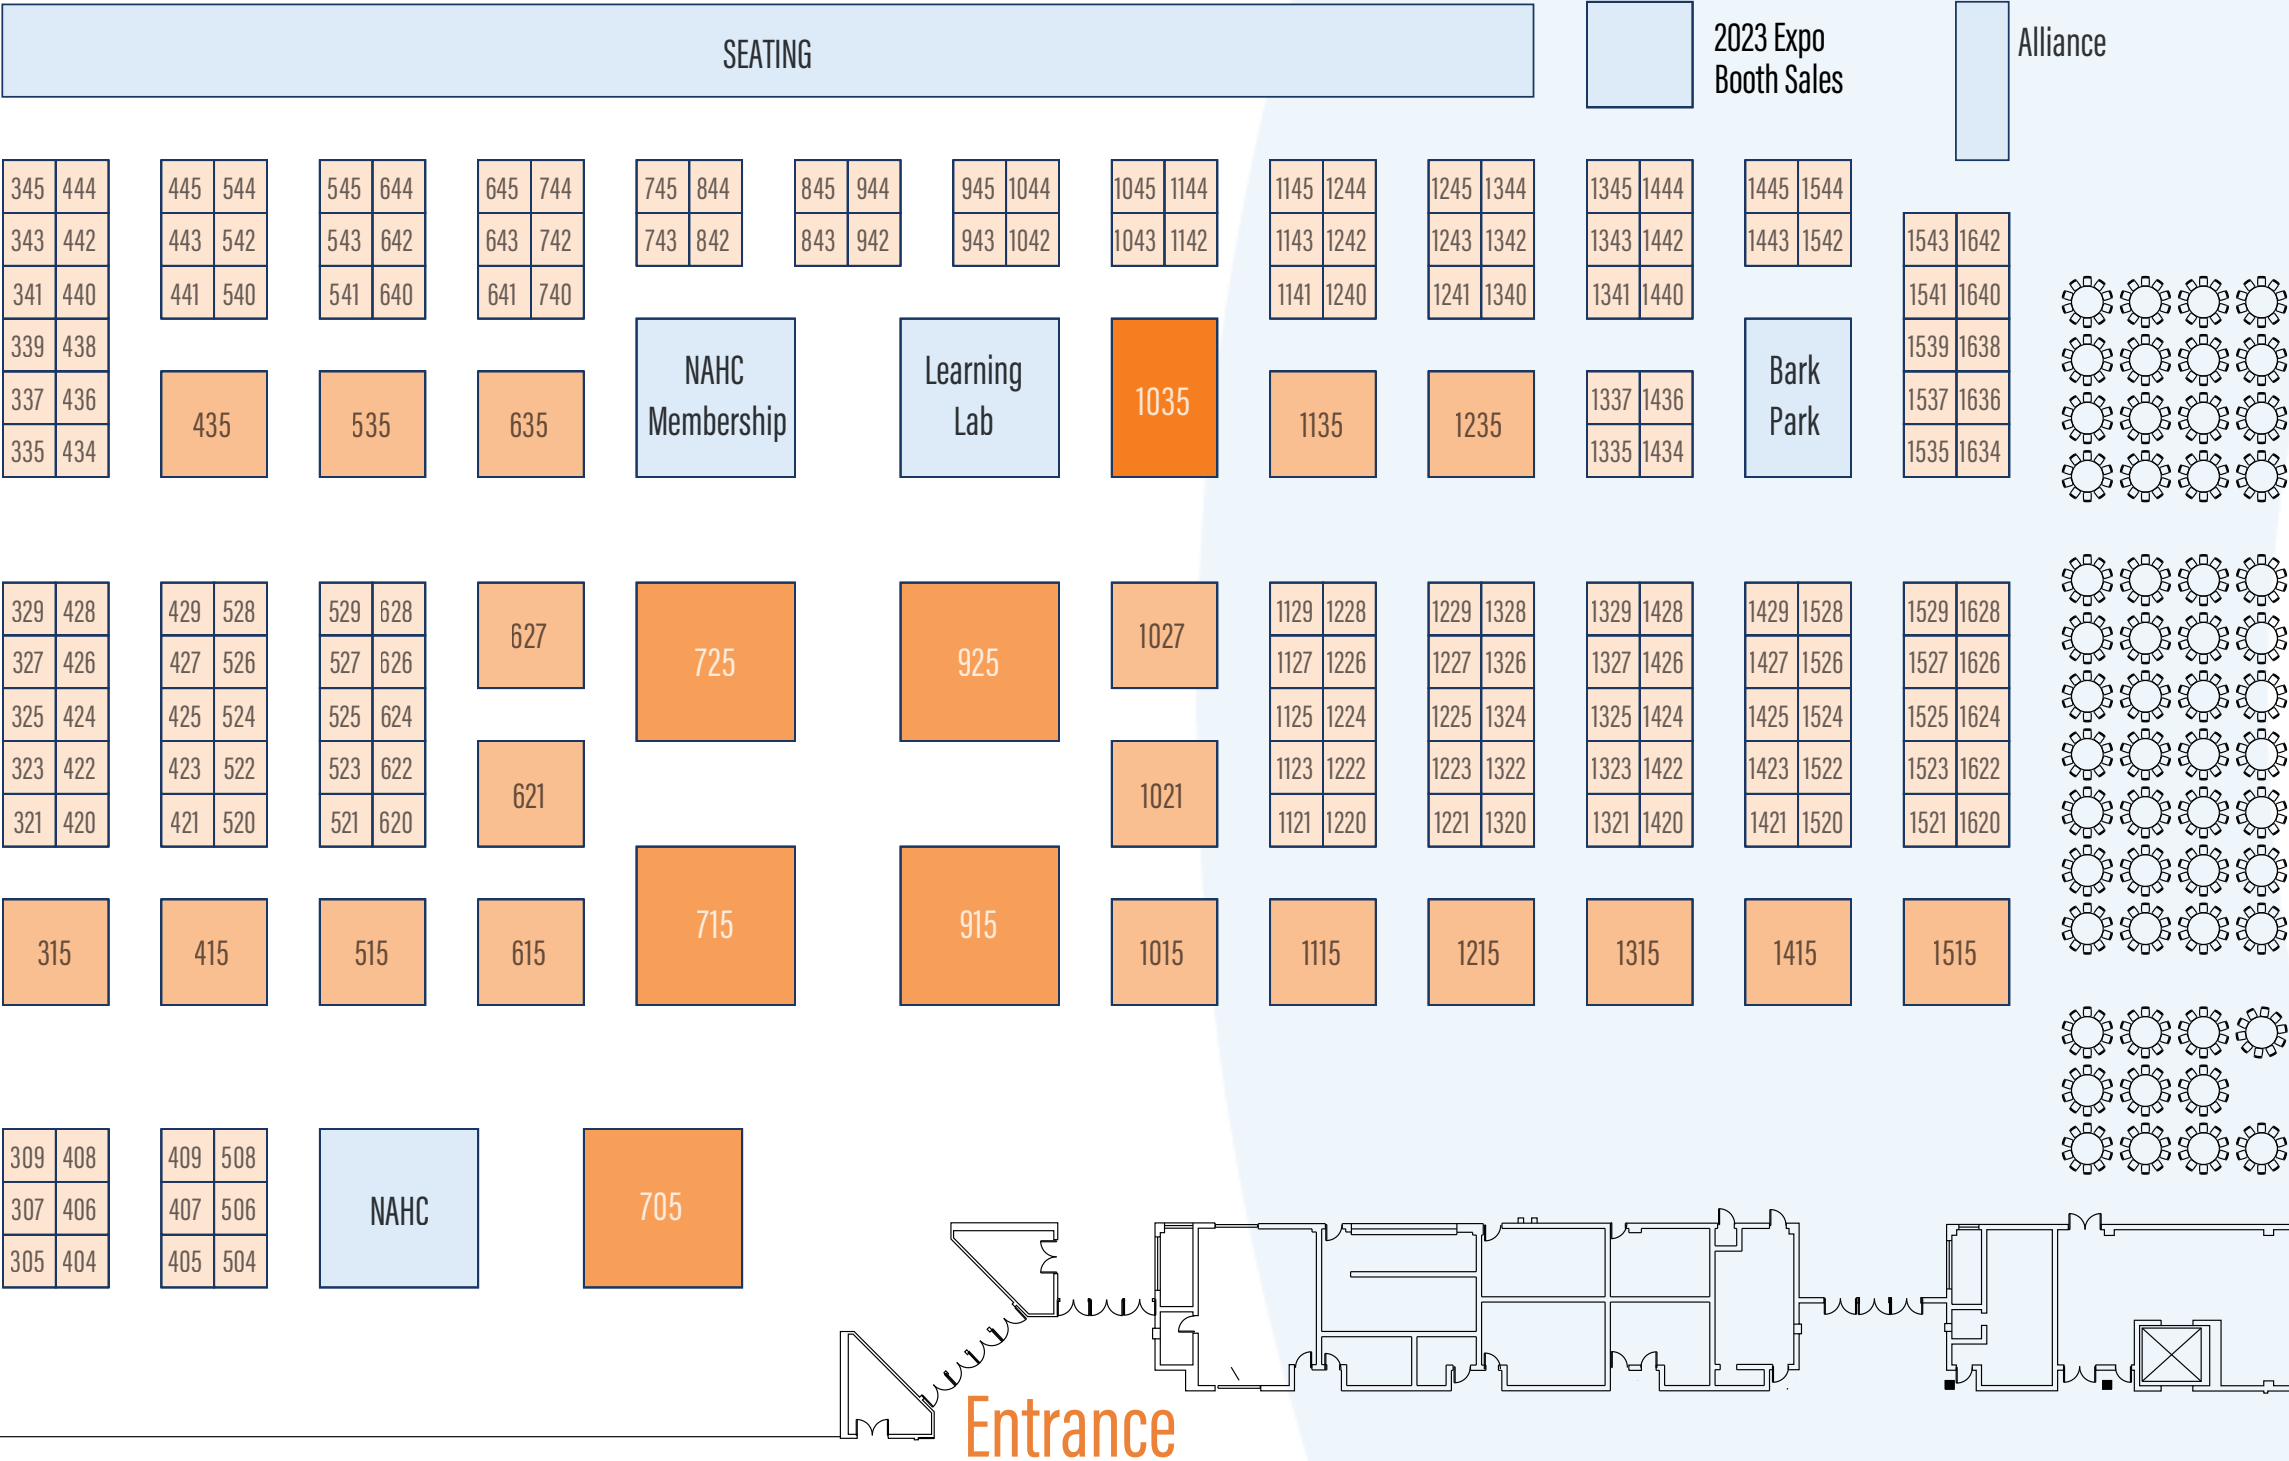 SEATING
2023 Expo
Booth Sales
Alliance
345 444 445 544 545 644 645 744 745 844 845 944 945 1044 1045 1144 1145 1244 1245 1344 1345 1444 1445 1544
343 442 443 542 543 642 643 742 743 842 843 942 943 1042 1043 1142 1143 1242 1243 1342 1343 1442 1443 1542 1543 1642
341 440 441 540 541 640 641 740 1141 1240 1241 1340 1341 1440 1541 1640
339 438 1539 1638
NAHC
Membership
Learning
Lab
1035
Bark
Park
337 436 1337 1436 1537 1636
435 535 635 1135 1235
335 434 1335 1434 1535 1634
329 428 429 528 529 628 1129 1228 1229 1328 1329 1428 1429 1528 1529 1628
627 1027
327 426 427 526 527 626 725 925 1127 1226 1227 1326 1327 1426 1427 1526 1527 1626
325 424 425 524 525 624 1125 1224 1225 1324 1325 1424 1425 1524 1525 1624
323 422 423 522 523 622 1123 1222 1223 1322 1323 1422 1423 1522 1523 1622
621 1021
321 420 421 520 521 620 1121 1220 1221 1320 1321 1420 1421 1520 1521 1620
715 915
315 415 515 615 1015 1115 1215 1315 1415 1515
309 408 409 508
307 406 407 506 NAHC 705
305 404 405 504
Entrance